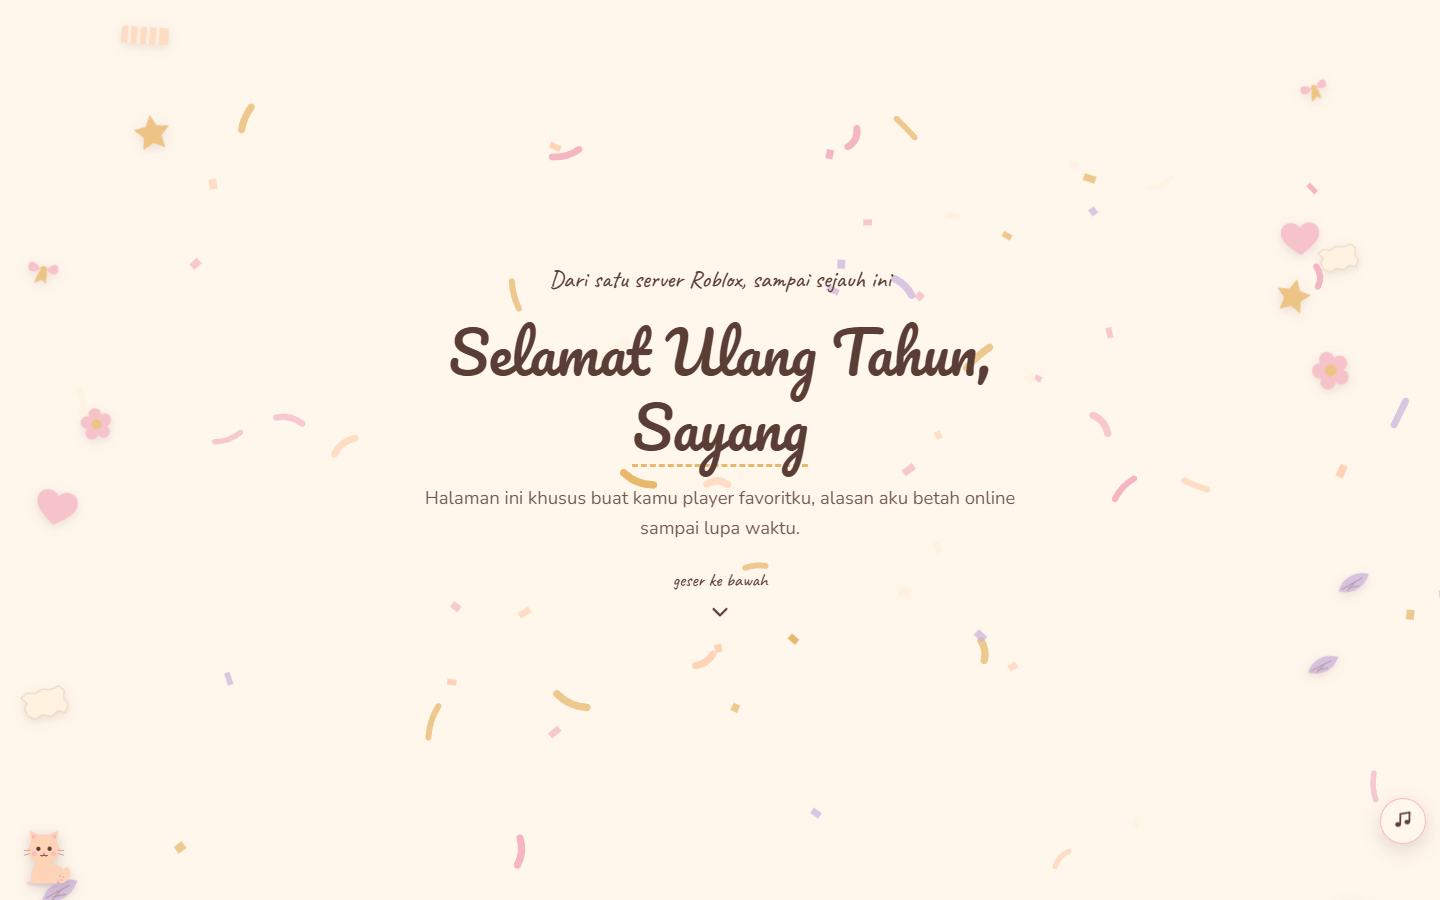 Dari satu server Roblox, sampai sejauh ini
Selamat Ulang Tahun,
Sayang
Halaman ini khusus buat kamu player favoritku, alasan aku betah online
sampai lupa waktu.
geser ke bawah